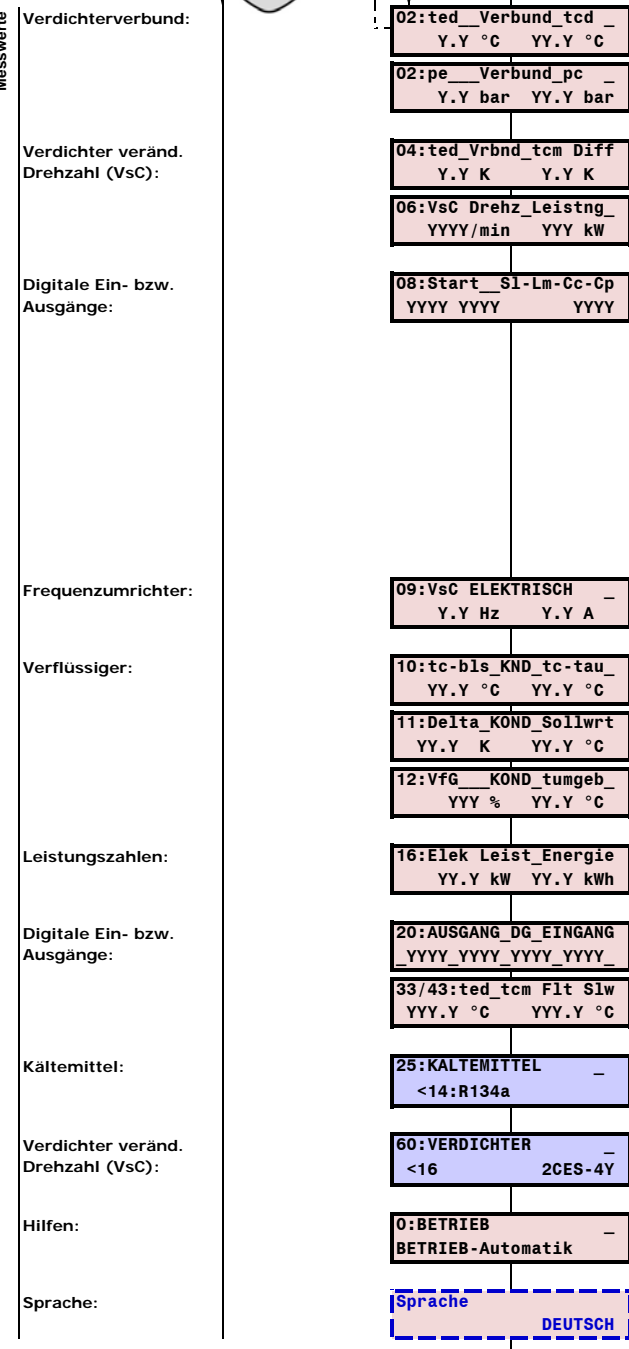 Messwerte
Verdichterverbund:
02:ted__Verbund_tcd _
Y.Y °C YY.Y °C
02:pe___Verbund_pc _
Y.Y bar YY.Y bar
Verdichter veränd.
Drehzahl (VsC):
04:ted_Vrbnd_tcm Diff
Y.Y K Y.Y K
06:VsC Drehz_Leistng_
YYYY/min YYY kW
Digitale Ein- bzw.
Ausgänge:
08:Start__Sl-Lm-Cc-Cp
YYYY YYYY YYYY
Frequenzumrichter:
09:VsC ELEKTRISCH _
Y.Y Hz Y.Y A
Verflüssiger:
10:tc-bls_KND_tc-tau_
YY.Y °C YY.Y °C
11:Delta_KOND_Sollwrt
YY.Y K YY.Y °C
12:VfG___KOND_tumgeb_
YYY % YY.Y °C
Leistungszahlen:
16:Elek Leist_Energie
YY.Y kW YY.Y kWh
Digitale Ein- bzw.
Ausgänge:
20:AUSGANG_DG_EINGANG
_YYYY_YYYY_YYYY_YYYY_
33/43:ted_tcm Flt Slw
YYY.Y °C YYY.Y °C
Kältemittel:
25:KALTEMITTEL _
<14:R134a
Verdichter veränd.
Drehzahl (VsC):
60:VERDICHTER _
<16 2CES-4Y
Hilfen:
0:BETRIEB _
BETRIEB-Automatik
Sprache:
Sprache
DEUTSCH